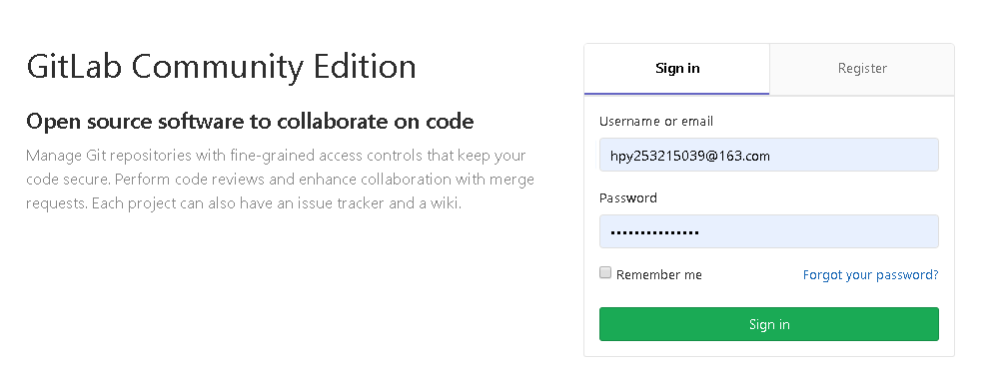 GitLab Community Edition
Open source software to collaborate on code
Manage Git repositories with fine-grained access controls that keep your
code secure. Perform code reviews and enhance collaboration with merge
requests. Each project can also have an issue tracker and a wiki.
Sign in
Register
Username or email
hpy253215039@163.com
Password
•••••••••••••••
Remember me
Forgot your password?
Sign in